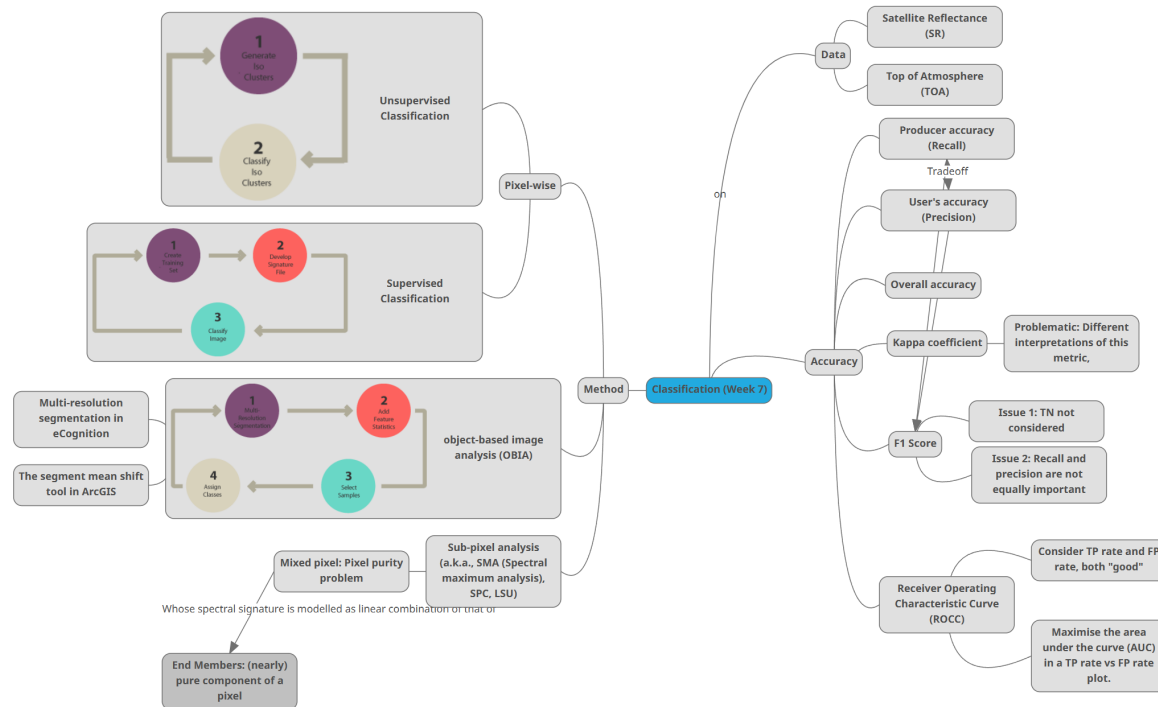 1
Generate
Iso
Clusters
2
Classify
Iso
Clusters
Unsupervised
Classification
Pixel-wise
1
Create
Training
Set
2
Develop
Signature
File
3
Classify
Image
Supervised
Classification
Multi-resolution
segmentation in
eCognition
The segment mean shift
tool in ArcGIS
1
Multi-
Resolution
Segmentation
2
Add
Feature
Statistics
4
Assign
Classes
3
Select
Samples
object-based image
analysis (OBIA)
Method
Classification (Week 7)
Mixed pixel: Pixel purity
problem
Sub-pixel analysis
(a.k.a., SMA (Spectral
maximum analysis),
SPC, LSU)
Whose spectral signature is modelled as linear combination of that of
End Members: (nearly)
pure component of a
pixel
on
Data
Satellite Reflectance
(SR)
Top of Atmosphere
(TOA)
Accuracy
Producer accuracy
(Recall)
Tradeoff
User's accuracy
(Precision)
Overall accuracy
Kappa coefficient
Problematic: Different
interpretations of this
metric,
F1 Score
Issue 1: TN not
considered
Issue 2: Recall and
precision are not
equally important
Receiver Operating
Characteristic Curve
(ROCC)
Consider TP rate and FP
rate, both "good"
Maximise the area
under the curve (AUC)
in a TP rate vs FP rate
plot.